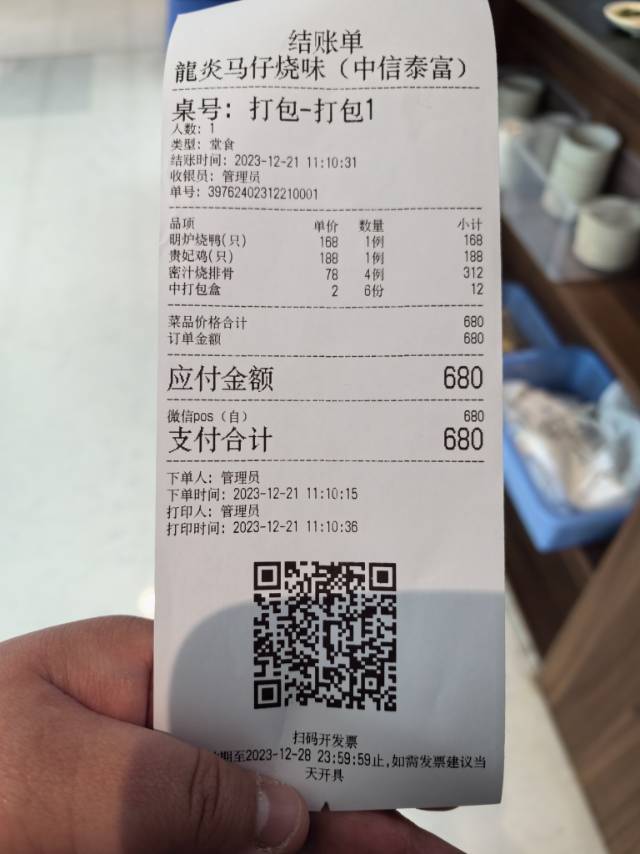 结账单
龍炎马仔烧味（中信泰富）
桌号：打包-打包1
人数：1
类型：堂食
结账时间：2023-12-21 11:10:31
收银员：管理员
单号：39762402312210001
品项 单价 数量 小计
明炉烧鸭(只) 168 1例 168
贵妃鸡(只) 188 1例 188
密汁烧排骨 78 4例 312
中打包盒 2 6份 12
菜品价格合计 680
订单金额 680
应付金额 680
微信pos（自） 680
支付合计 680
下单人：管理员
下单时间：2023-12-21 11:10:15
打印人：管理员
打印时间：2023-12-21 11:10:36
扫码开发票
期至2023-12-28 23:59:59止,如需发票建议当
天开具